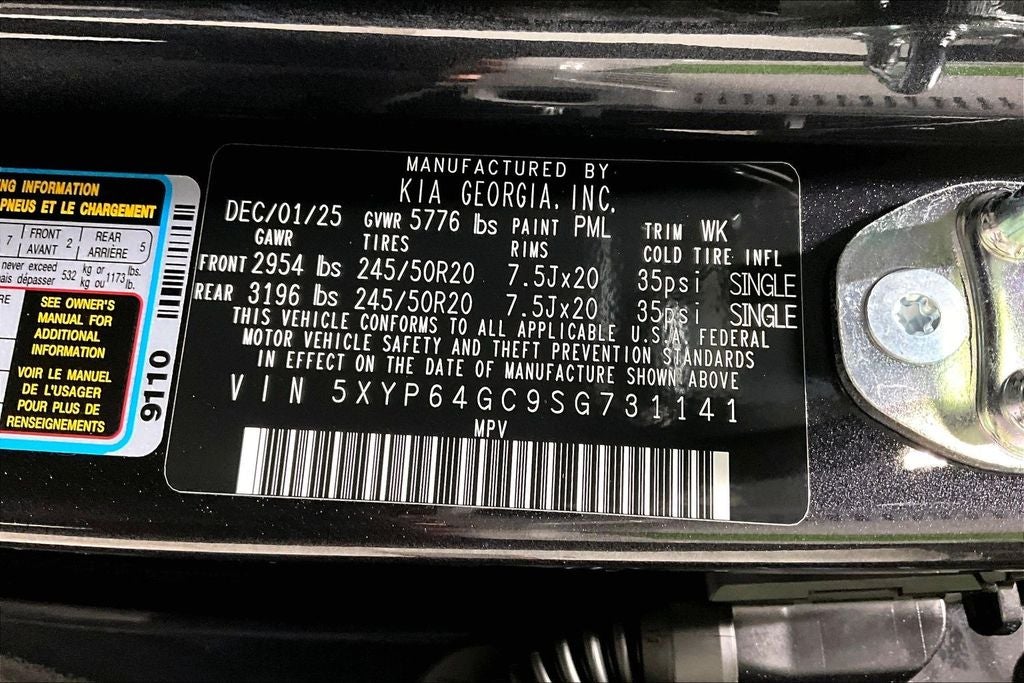 NG INFORMATION
PNEUS ET LE CHARGEMENT
7 FRONT AVANT 2 REAR ARRIÈRE 5
never exceed 532 kg or 1173 lbs.
ais dépasser kg ou lb.
RE
SEE OWNER'S
MANUAL FOR
ADDITIONAL
INFORMATION
VOIR LE MANUEL
DE L'USAGER
POUR PLUS DE
RENSEIGNEMENTS
9110
MANUFACTURED BY
KIA GEORGIA, INC.
DEC/01/25 GVWR 5776 lbs PAINT PML TRIM WK
GAWR TIRES RIMS COLD TIRE INFL
FRONT 2954 lbs 245/50R20 7.5Jx20 35psi SINGLE
REAR 3196 lbs 245/50R20 7.5Jx20 35psi SINGLE
THIS VEHICLE CONFORMS TO ALL APPLICABLE U.S.A. FEDERAL
MOTOR VEHICLE SAFETY AND THEFT PREVENTION STANDARDS
IN EFFECT ON THE DATE OF MANUFACTURE SHOWN ABOVE
VIN 5XYP64GC9SG731141
MPV